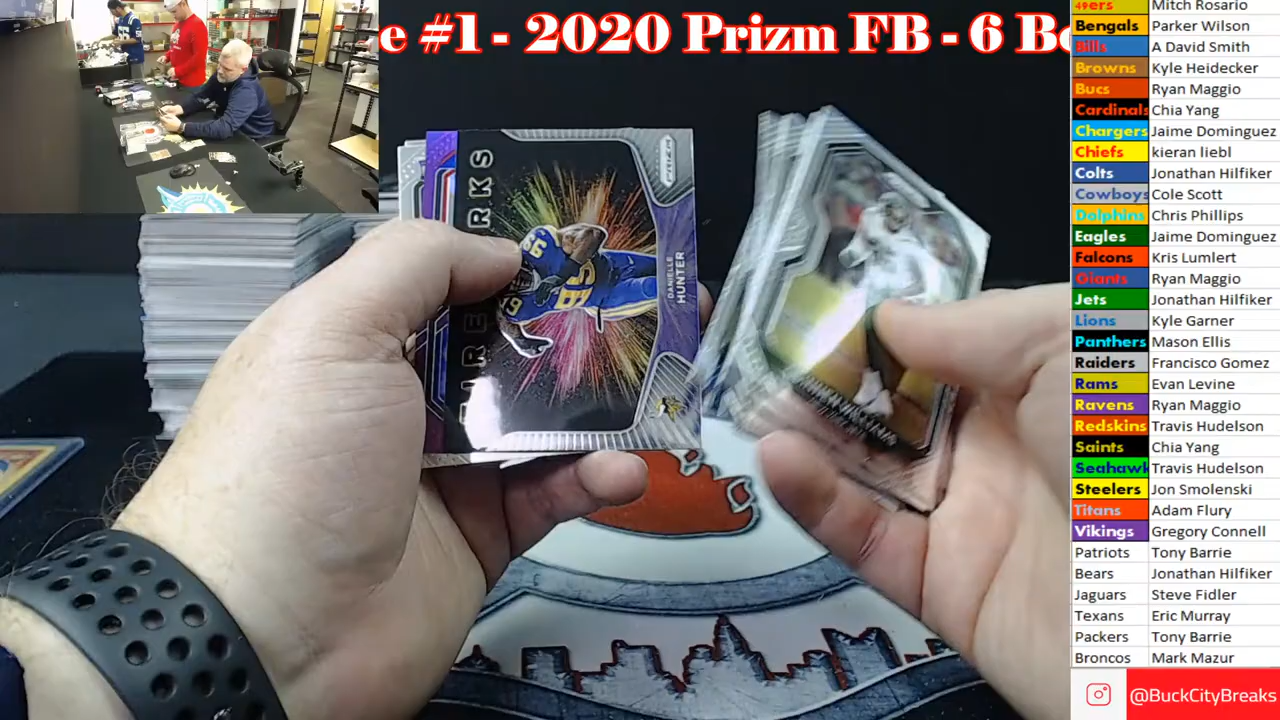 e #1 - 2020 Prizm FB - 6 Bo
49ers Mitch Rosario
Bengals Parker Wilson
Bills A David Smith
Browns Kyle Heidecker
Bucs Ryan Maggio
Cardinals Chia Yang
Chargers Jaime Dominguez
Chiefs kieran liebl
Colts Jonathan Hilfiker
Cowboys Cole Scott
Dolphins Chris Phillips
Eagles Jaime Dominguez
Falcons Kris Lumlert
Giants Ryan Maggio
Jets Jonathan Hilfiker
Lions Kyle Garner
Panthers Mason Ellis
Raiders Francisco Gomez
Rams Evan Levine
Ravens Ryan Maggio
Redskins Travis Hudelson
Saints Chia Yang
Seahawk Travis Hudelson
Steelers Jon Smolenski
Titans Adam Flury
Vikings Gregory Connell
Patriots Tony Barrie
Bears Jonathan Hilfiker
Jaguars Steve Fidler
Texans Eric Murray
Packers Tony Barrie
Broncos Mark Mazur
@BuckCityBreaks
PRIZM
DANIELLE
HUNTER
99